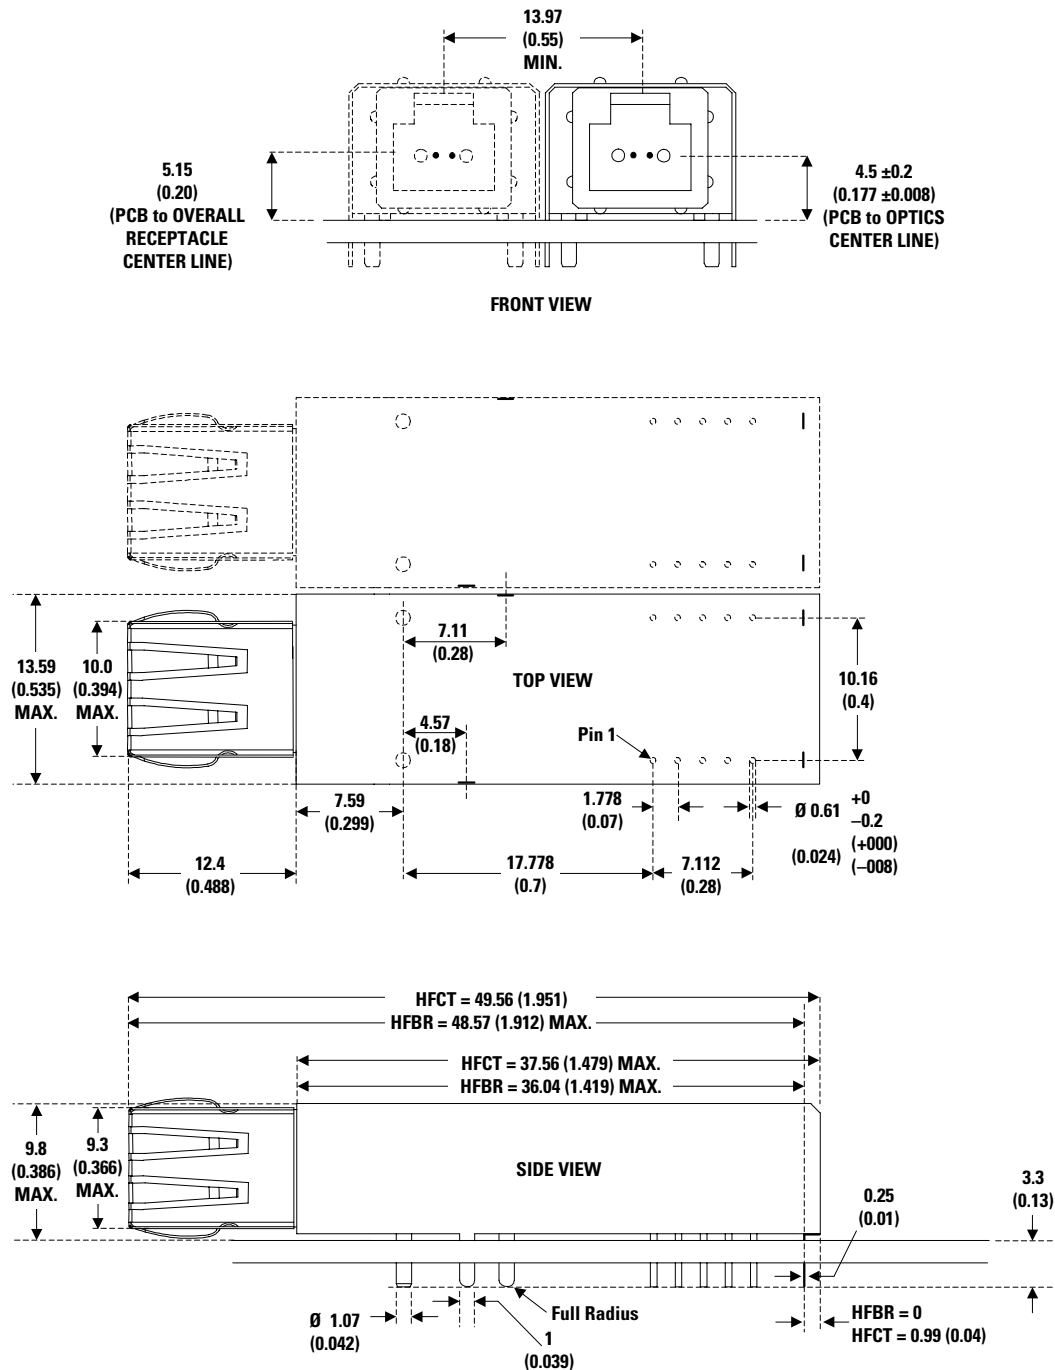 13.97
(0.55)
MIN.
5.15
(0.20)
(PCB to OVERALL
RECEPTACLE
CENTER LINE)
4.5 ±0.2
(0.177 ±0.008)
(PCB to OPTICS
CENTER LINE)
FRONT VIEW
13.59
(0.535)
MAX.
10.0
(0.394)
MAX.
7.11
(0.28)
TOP VIEW
10.16
(0.4)
4.57
(0.18)
Pin 1
7.59
(0.299)
1.778
(0.07)
Ø 0.61 +0
–0.2
(0.024) (+000)
(–008)
12.4
(0.488)
17.778
(0.7)
7.112
(0.28)
HFCT = 49.56 (1.951)
HFBR = 48.57 (1.912) MAX.
HFCT = 37.56 (1.479) MAX.
HFBR = 36.04 (1.419) MAX.
9.8
(0.386)
MAX.
9.3
(0.366)
MAX.
SIDE VIEW
0.25
(0.01)
3.3
(0.13)
Ø 1.07
(0.042)
Full Radius
1
(0.039)
HFBR = 0
HFCT = 0.99 (0.04)